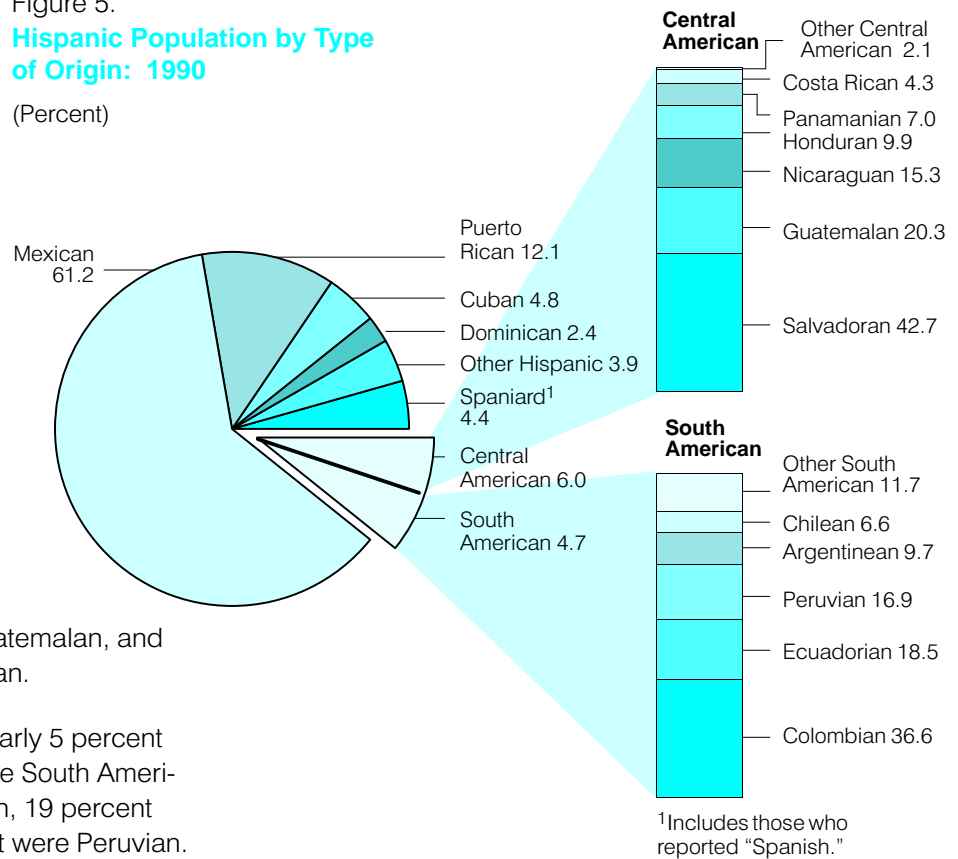 Figure 5.
Hispanic Population by Type
of Origin: 1990
(Percent)
Mexican
61.2
Puerto
Rican 12.1
Cuban 4.8
Dominican 2.4
Other Hispanic 3.9
Spaniard1
4.4
Central
American 6.0
South
American 4.7
Central
American
Other Central
American 2.1
Costa Rican 4.3
Panamanian 7.0
Honduran 9.9
Nicaraguan 15.3
Guatemalan 20.3
Salvadoran 42.7
South
American
Other South
American 11.7
Chilean 6.6
Argentinean 9.7
Peruvian 16.9
Ecuadorian 18.5
Colombian 36.6
1Includes those who
reported “Spanish.”
atemalan, and
an.
arly 5 percent
e South Ameri-
n, 19 percent
t were Peruvian.